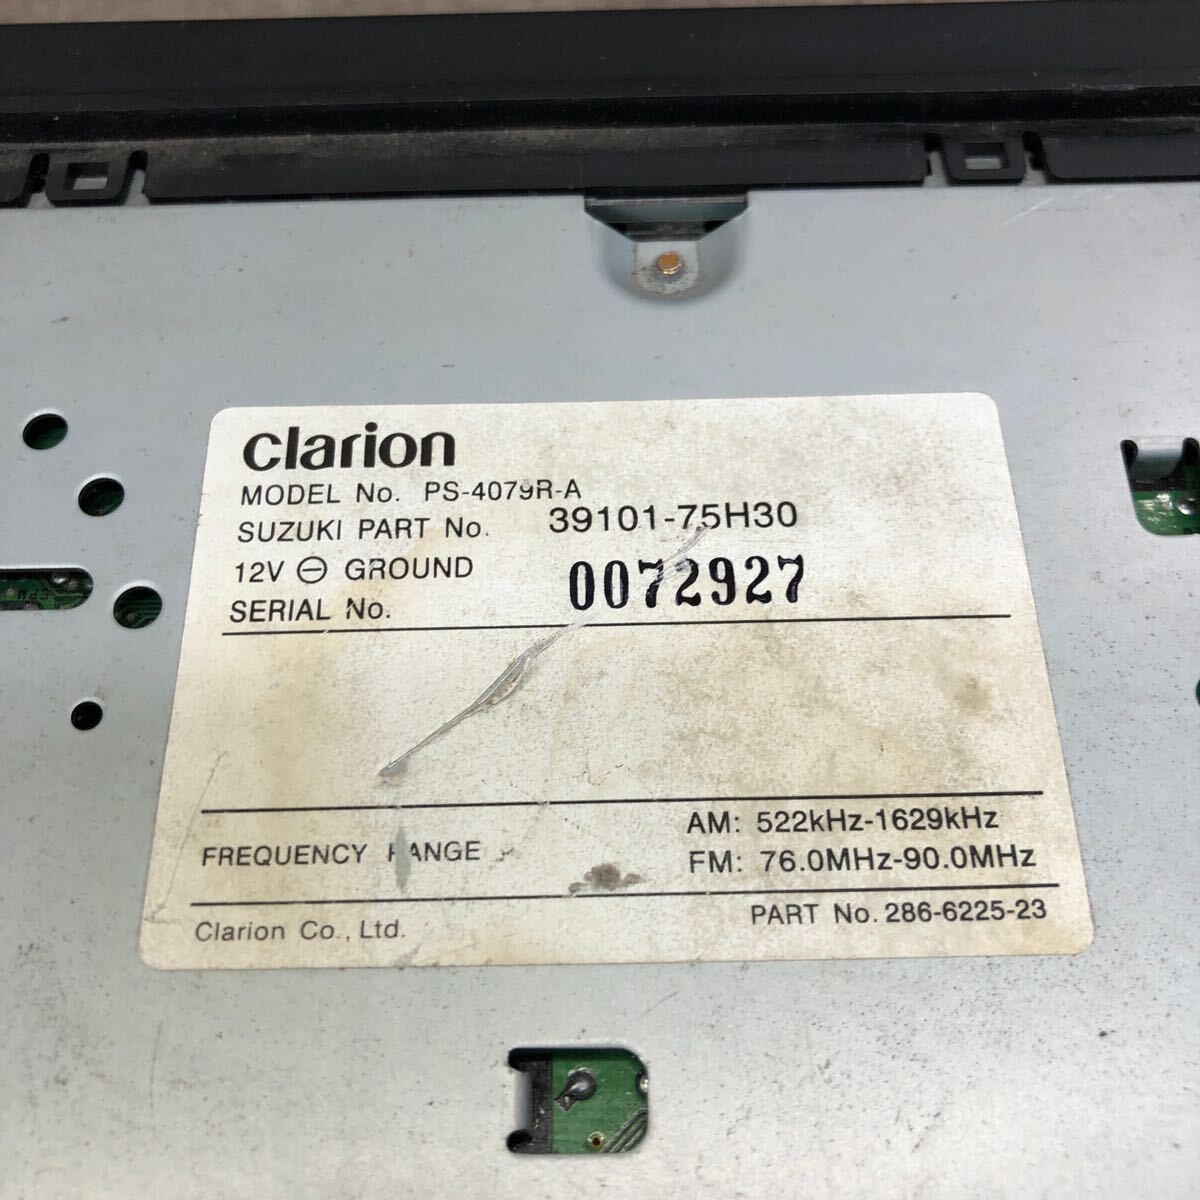 clarion
MODEL No. PS-4079R-A
SUZUKI PART No. 39101-75H30
12V ⊖ GROUND
SERIAL No. 0072927
FREQUENCY RANGE
AM: 522kHz-1629kHz
FM: 76.0MHz-90.0MHz
Clarion Co., Ltd.
PART No. 286-6225-23